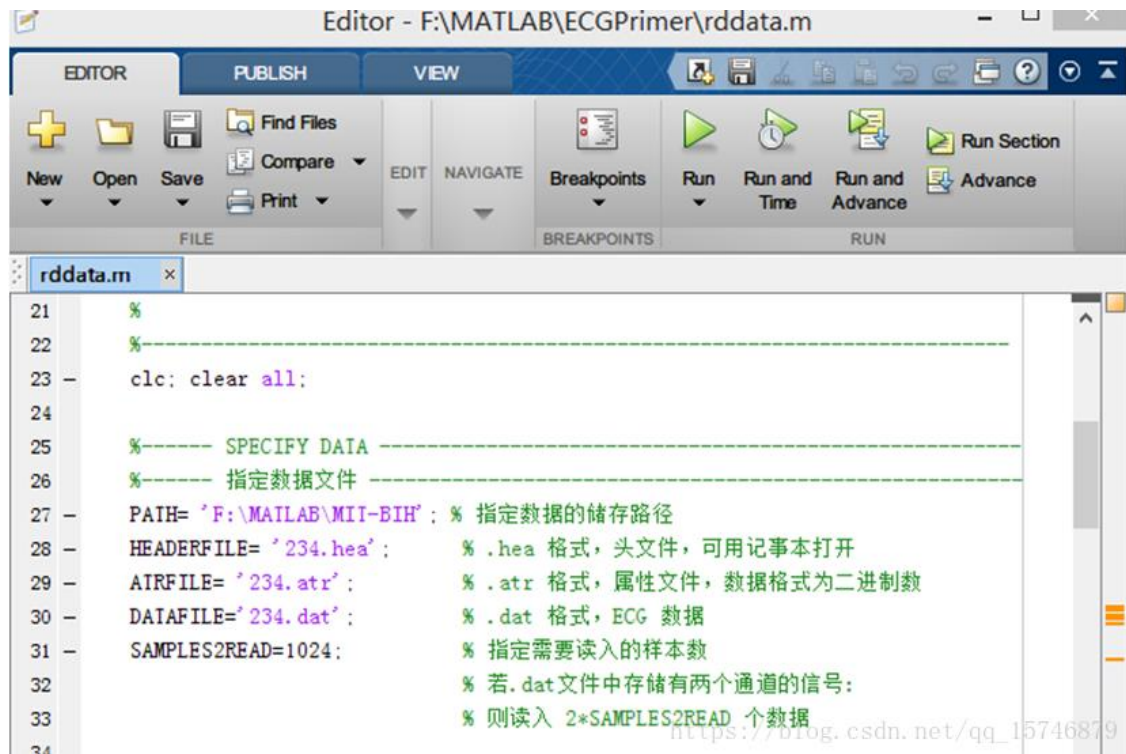 Editor - F:\MATLAB\ECGPrimer\rddata.m
EDITOR PUBLISH VIEW
Find Files
Compare
Print
New Open Save
FILE
EDIT NAVIGATE
Breakpoints
BREAKPOINTS
Run Run and Time Run and Advance
Run Section
Advance
RUN
rddata.m ×
21 %
22 %--------------------------------------------------------------------------
23 – clc; clear all;
24
25 %------ SPECIFY DATA ------------------------------------------------------
26 %------ 指定数据文件 -------------------------------------------------------
27 – PATH= 'F:\MATLAB\MIT-BIH'; % 指定数据的储存路径
28 – HEADERFILE= '234.hea'; % .hea 格式，头文件，可用记事本打开
29 – ATRFILE= '234.atr'; % .atr 格式，属性文件，数据格式为二进制数
30 – DATAFILE='234.dat'; % .dat 格式，ECG 数据
31 – SAMPLES2READ=1024; % 指定需要读入的样本数
32 % 若.dat文件中存储有两个通道的信号:
33 % 则读入 2*SAMPLES2READ 个数据
https://blog.csdn.net/qq_15746879
34